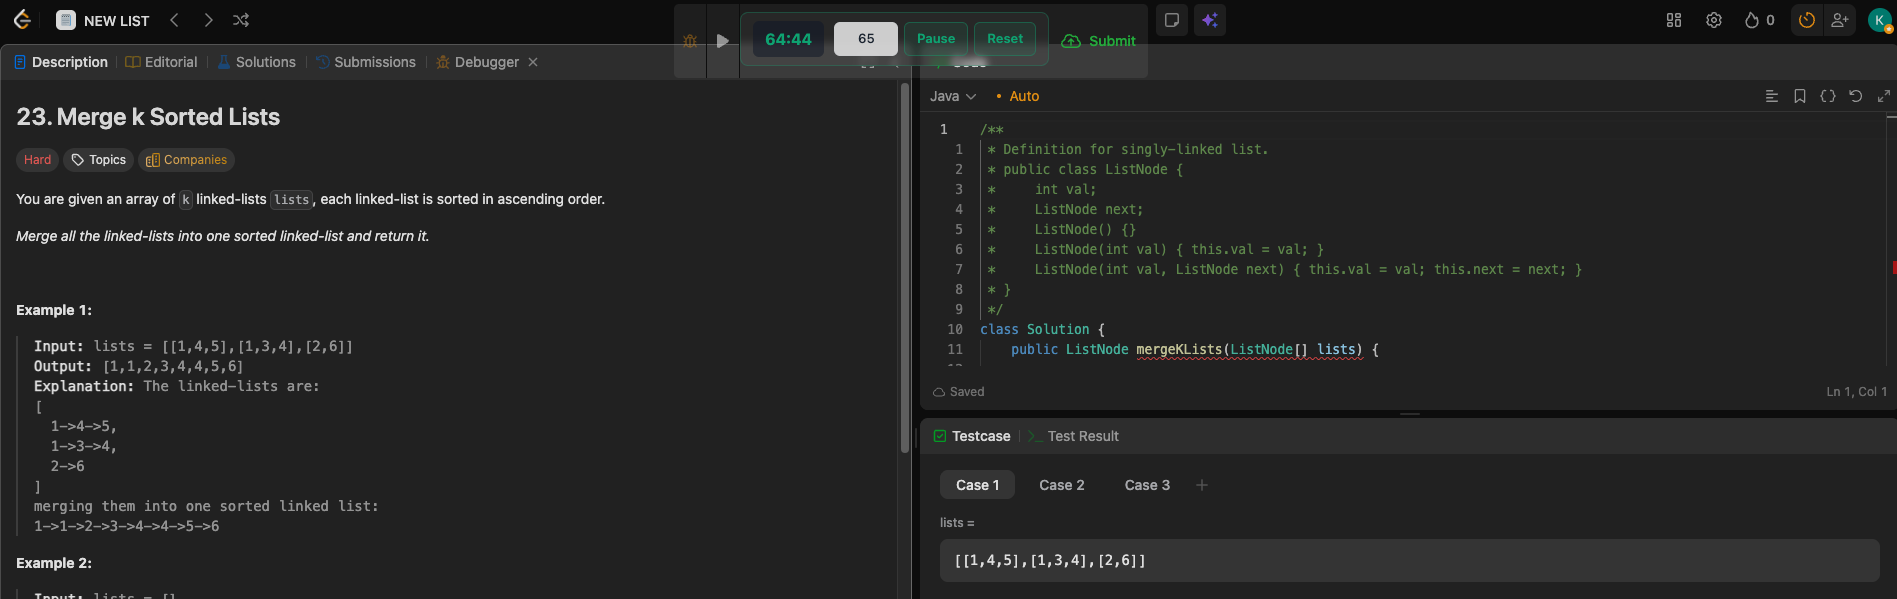 NEW LIST
64:44
65
Pause
Reset
Submit
0
K
Description
Editorial
Solutions
Submissions
Debugger
23. Merge k Sorted Lists
Hard
Topics
Companies
You are given an array of k linked-lists lists, each linked-list is sorted in ascending order.
Merge all the linked-lists into one sorted linked-list and return it.
Example 1:
Input: lists = [[1,4,5],[1,3,4],[2,6]]
Output: [1,1,2,3,4,4,5,6]
Explanation: The linked-lists are:
[
1->4->5,
1->3->4,
2->6
]
merging them into one sorted linked list:
1->1->2->3->4->4->5->6
Example 2:
Input: lists = []
Java
• Auto
1 /**
1 * Definition for singly-linked list.
2 * public class ListNode {
3 *     int val;
4 *     ListNode next;
5 *     ListNode() {}
6 *     ListNode(int val) { this.val = val; }
7 *     ListNode(int val, ListNode next) { this.val = val; this.next = next; }
8 * }
9 */
10 class Solution {
11     public ListNode mergeKLists(ListNode[] lists) {
Saved
Ln 1, Col 1
Testcase
Test Result
Case 1
Case 2
Case 3
+
lists =
[[1,4,5],[1,3,4],[2,6]]